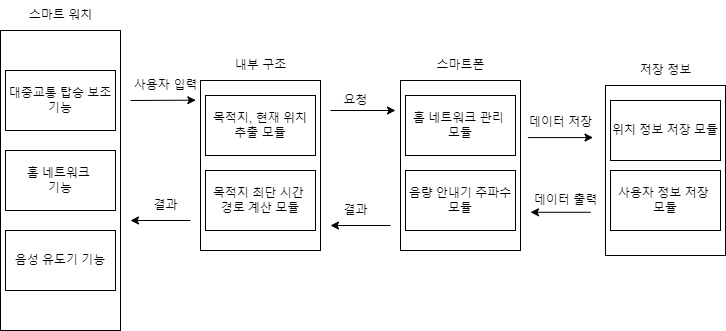 스마트 워치
대중교통 탑승 보조
기능
홈 네트워크
기능
음성 유도기 기능
사용자 입력
결과
내부 구조
목적지, 현재 위치
추출 모듈
목적지 최단 시간
경로 계산 모듈
요청
결과
스마트폰
홈 네트워크 관리
모듈
음량 안내기 주파수
모듈
데이터 저장
데이터 출력
저장 정보
위치 정보 저장 모듈
사용자 정보 저장
모듈